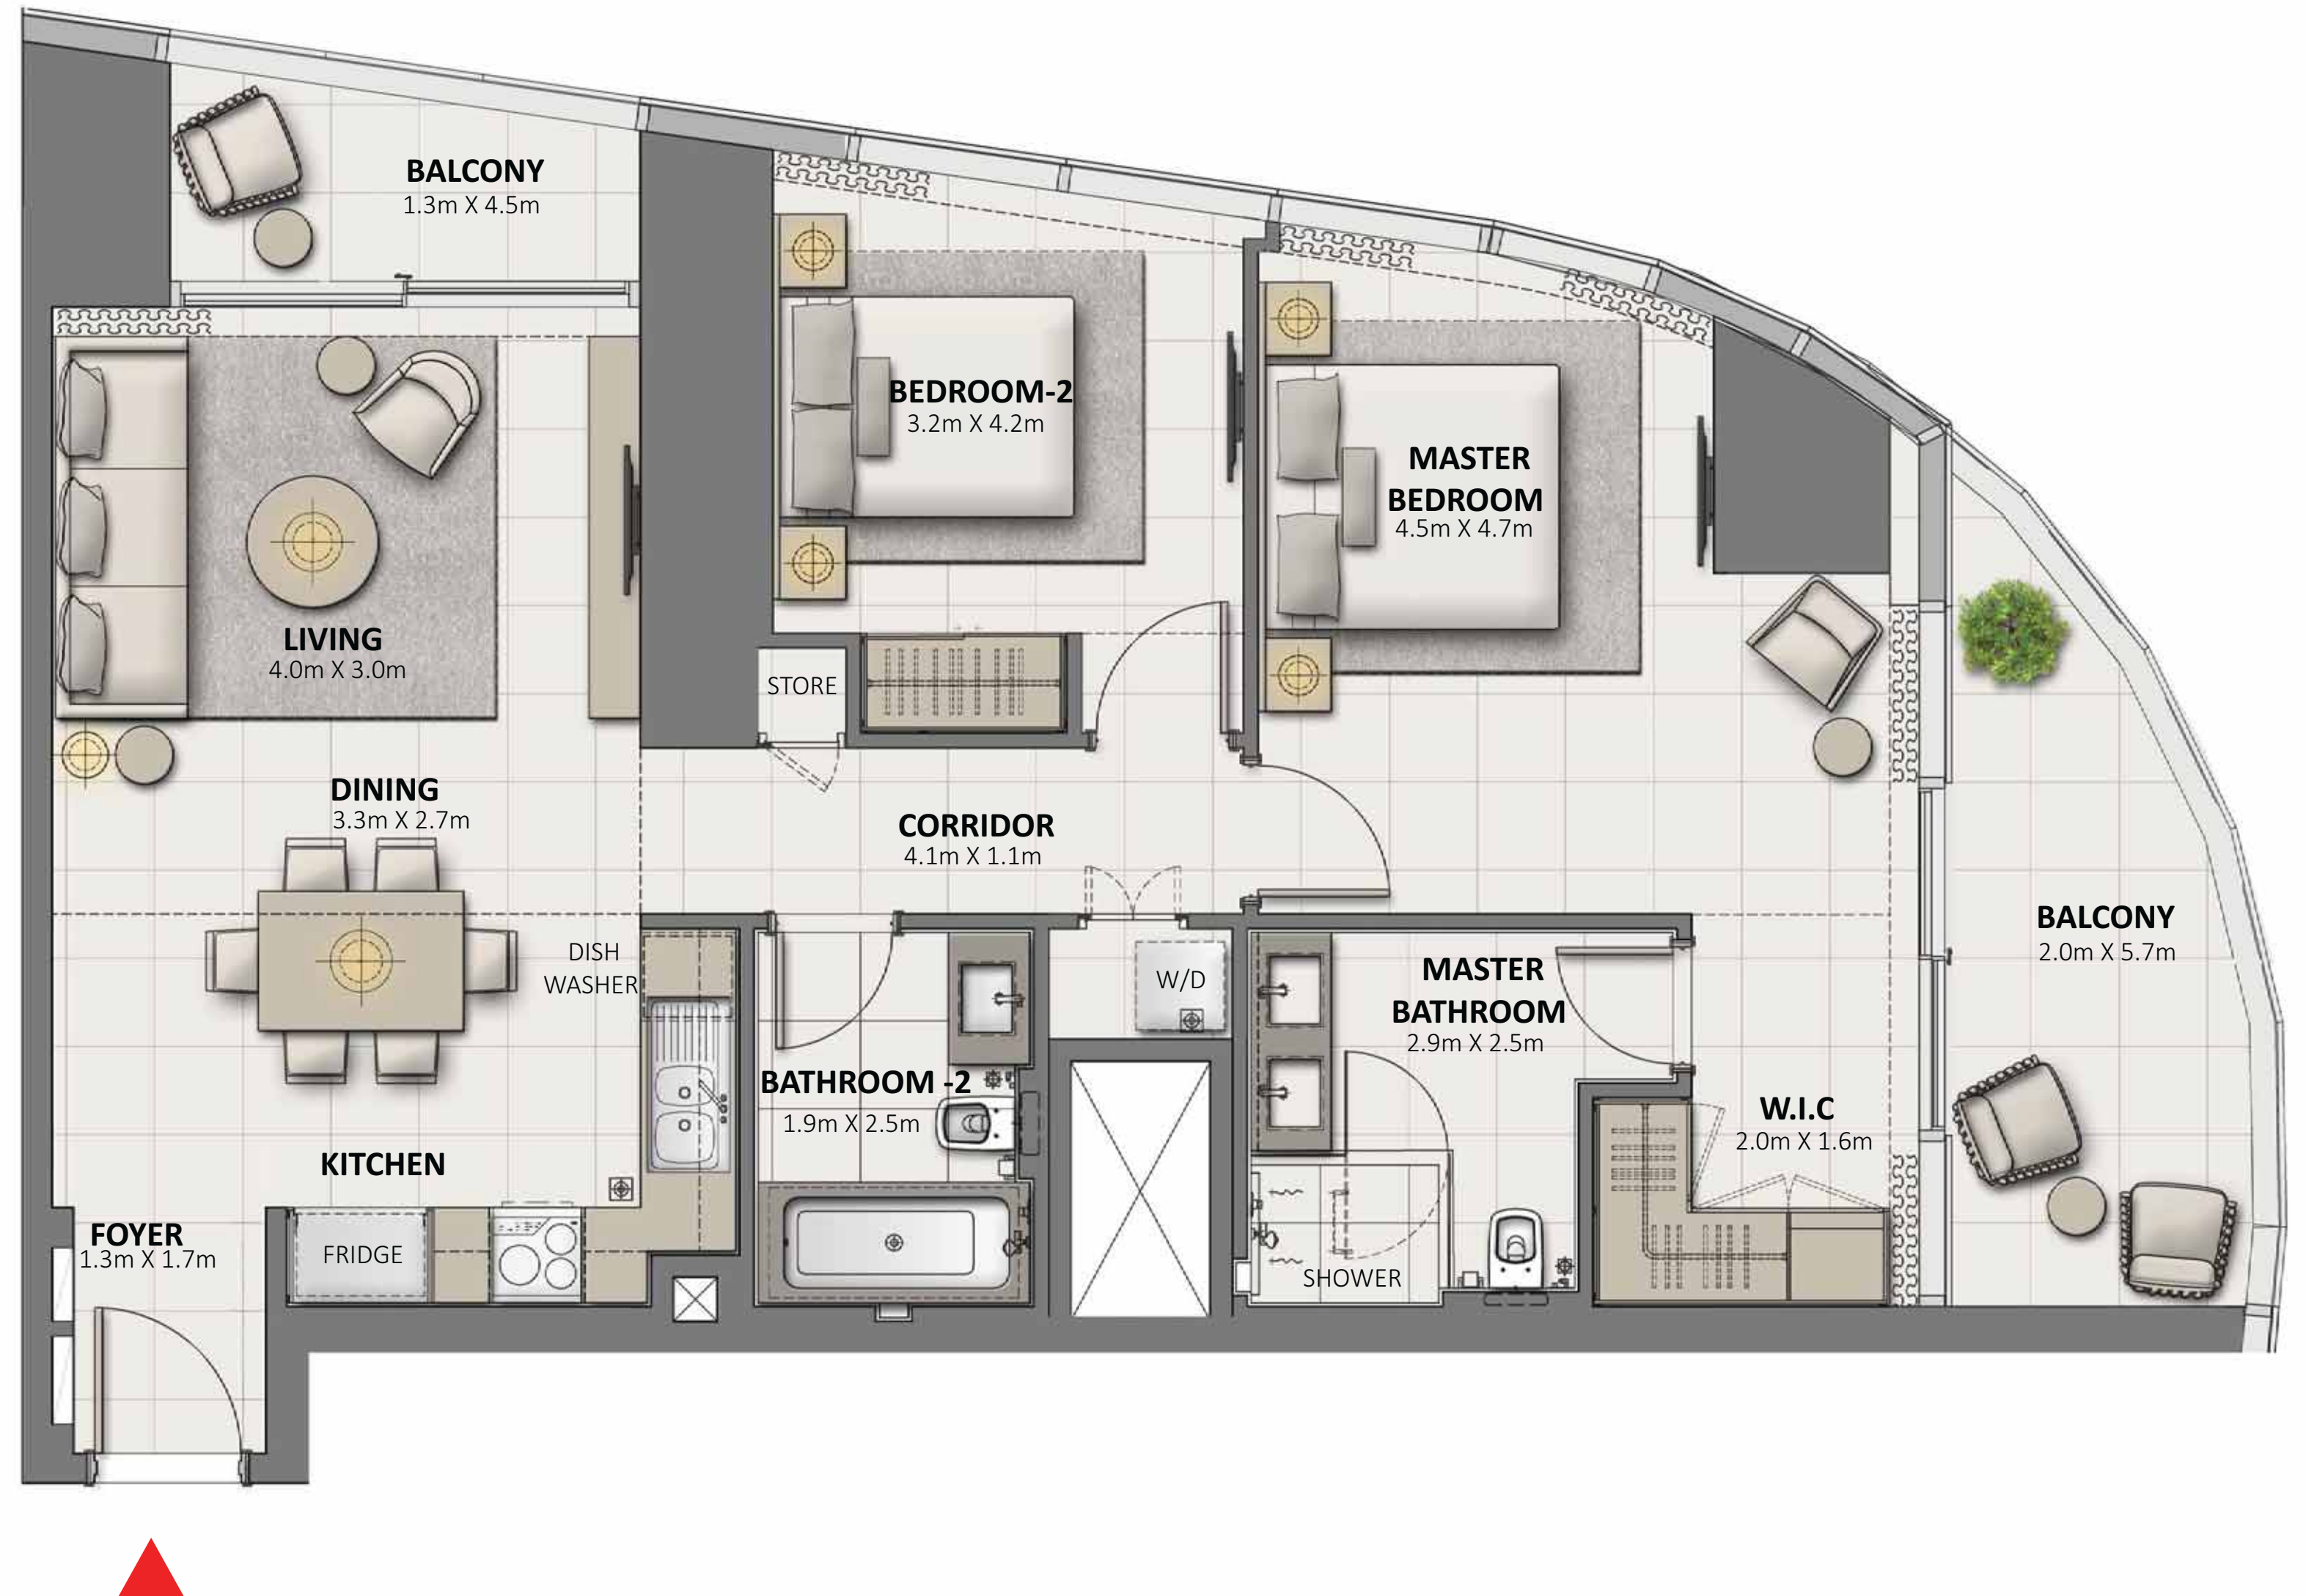 BALCONY
1.3m X 4.5m
BEDROOM-2
3.2m X 4.2m
MASTER
BEDROOM
4.5m X 4.7m
LIVING
4.0m X 3.0m
STORE
DINING
3.3m X 2.7m
CORRIDOR
4.1m X 1.1m
BALCONY
2.0m X 5.7m
DISH
WASHER
W/D
MASTER
BATHROOM
2.9m X 2.5m
BATHROOM -2
1.9m X 2.5m
W.I.C
2.0m X 1.6m
KITCHEN
FOYER
1.3m X 1.7m
FRIDGE
SHOWER